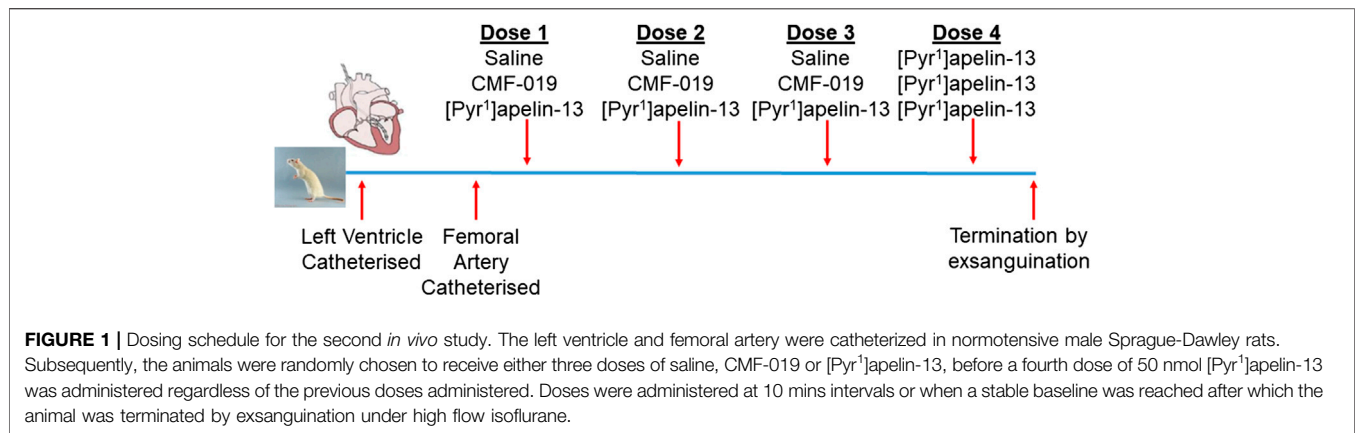 Dose 1 Dose 2 Dose 3 Dose 4
Saline Saline Saline [Pyr¹]apelin-13
CMF-019 CMF-019 CMF-019 [Pyr¹]apelin-13
[Pyr¹]apelin-13 [Pyr¹]apelin-13 [Pyr¹]apelin-13 [Pyr¹]apelin-13
Left Ventricle Femoral Termination by
Catheterised Artery exsanguination
Catheterised
FIGURE 1 | Dosing schedule for the second in vivo study. The left ventricle and femoral artery were catheterized in normotensive male Sprague-Dawley rats.
Subsequently, the animals were randomly chosen to receive either three doses of saline, CMF-019 or [Pyr¹]apelin-13, before a fourth dose of 50 nmol [Pyr¹]apelin-13
was administered regardless of the previous doses administered. Doses were administered at 10 mins intervals or when a stable baseline was reached after which the
animal was terminated by exsanguination under high flow isoflurane.